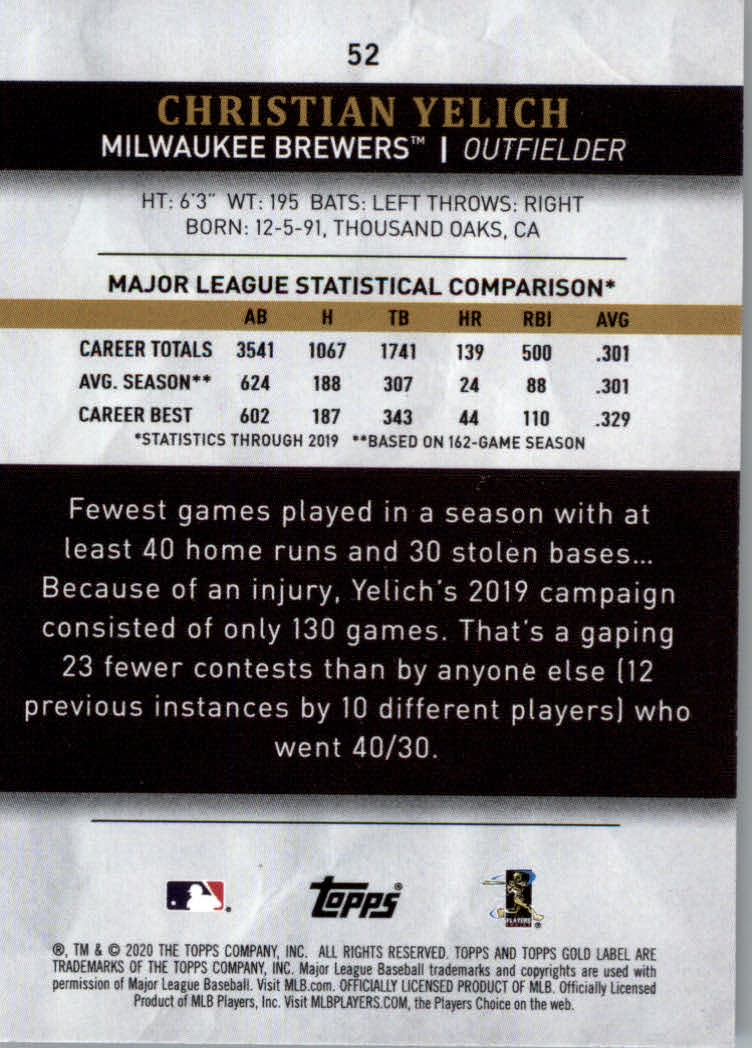 52
CHRISTIAN YELICH
MILWAUKEE BREWERS™ | OUTFIELDER
HT: 6'3" WT: 195 BATS: LEFT THROWS: RIGHT
BORN: 12-5-91, THOUSAND OAKS, CA
MAJOR LEAGUE STATISTICAL COMPARISON*
AB H TB HR RBI AVG
CAREER TOTALS 3541 1067 1741 139 500 .301
AVG. SEASON** 624 188 307 24 88 .301
CAREER BEST 602 187 343 44 110 .329
*STATISTICS THROUGH 2019 **BASED ON 162-GAME SEASON
Fewest games played in a season with at
least 40 home runs and 30 stolen bases...
Because of an injury, Yelich's 2019 campaign
consisted of only 130 games. That's a gaping
23 fewer contests than by anyone else (12
previous instances by 10 different players) who
went 40/30.
topps®
PLAYERS
®, TM & © 2020 THE TOPPS COMPANY, INC. ALL RIGHTS RESERVED. TOPPS AND TOPPS GOLD LABEL ARE
TRADEMARKS OF THE TOPPS COMPANY, INC. Major League Baseball trademarks and copyrights are used with
permission of Major League Baseball. Visit MLB.com. OFFICIALLY LICENSED PRODUCT OF MLB. Officially Licensed
Product of MLB Players, Inc. Visit MLBPLAYERS.COM, the Players Choice on the web.